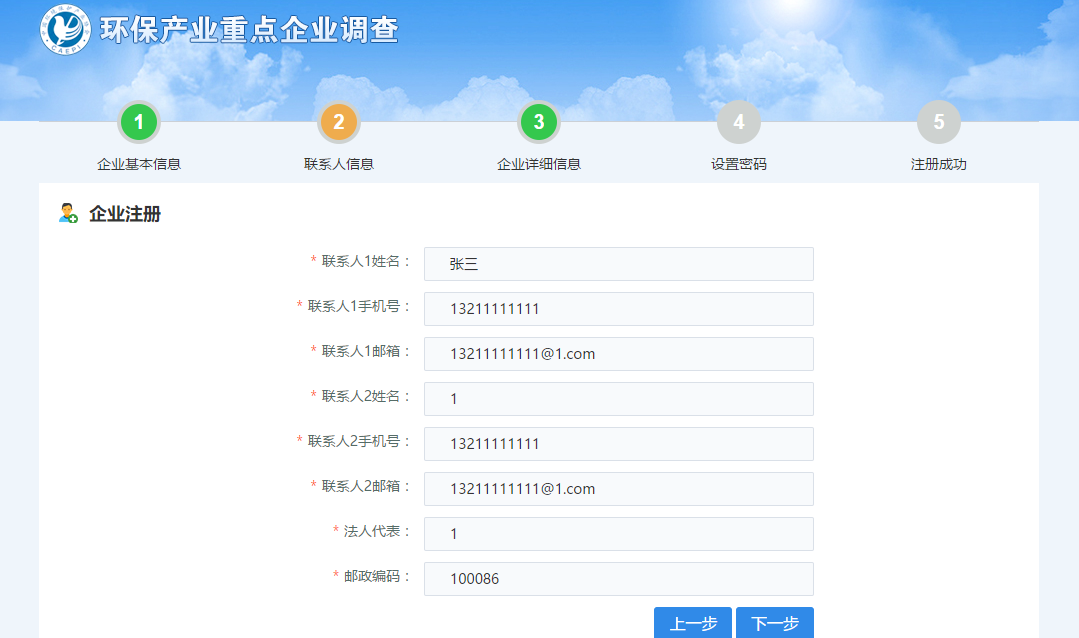 环保产业重点企业调查
CAEPI
1 2 3 4 5
企业基本信息 联系人信息 企业详细信息 设置密码 注册成功
企业注册
* 联系人1姓名： 张三
* 联系人1手机号： 13211111111
* 联系人1邮箱： 13211111111@1.com
* 联系人2姓名： 1
* 联系人2手机号： 13211111111
* 联系人2邮箱： 13211111111@1.com
* 法人代表： 1
* 邮政编码： 100086
上一步 下一步